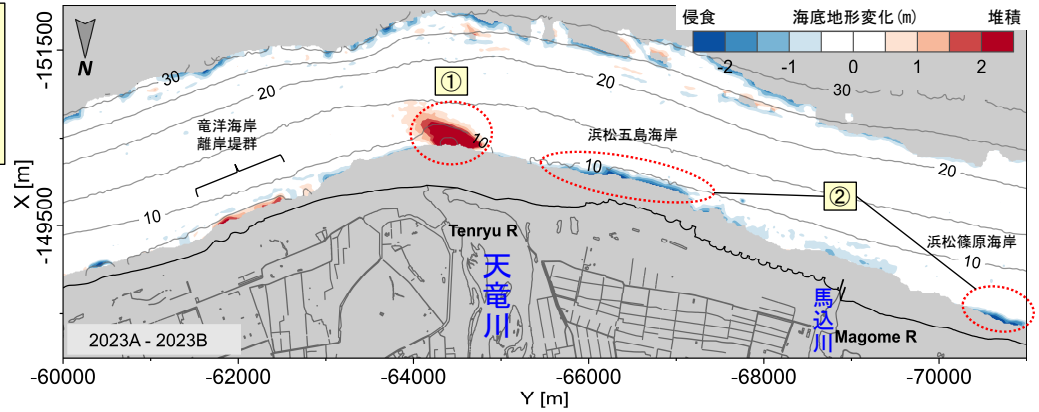 侵食 海底地形変化(m) 堆積
-2 -1 0 1 2
-151500
-149500
X [m]
N
30
20
10
①
10
20
30
20
竜洋海岸
離岸堤群
浜松五島海岸
10
②
浜松篠原海岸
10
Tenryu R
天竜川
馬込川
Magome R
2023A - 2023B
-60000 -62000 -64000 -66000 -68000 -70000
Y [m]